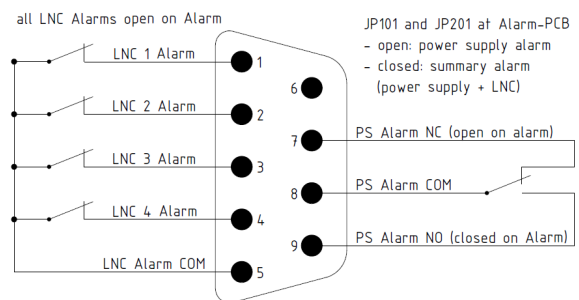 all LNC Alarms open on Alarm
LNC 1 Alarm
1
LNC 2 Alarm
2
LNC 3 Alarm
3
LNC 4 Alarm
4
LNC Alarm COM
5
JP101 and JP201 at Alarm-PCB
- open: power supply alarm
- closed: summary alarm
(power supply + LNC)
6
7
PS Alarm NC (open on alarm)
8
PS Alarm COM
9
PS Alarm NO (closed on Alarm)